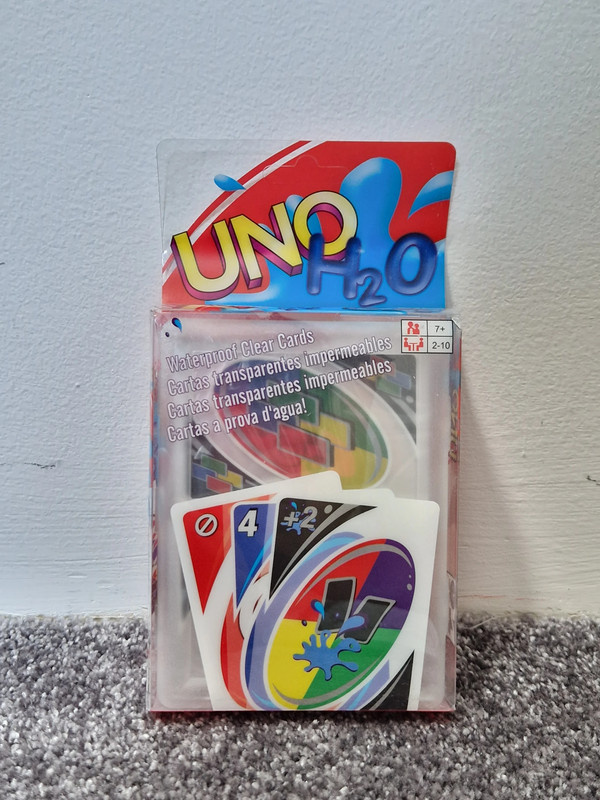 UNO
H2O
7+
2-10
Waterproof Clear Cards
Cartas transparentes impermeables
Cartas transparentes impermeables
Cartas a prova d'agua!
4
+2